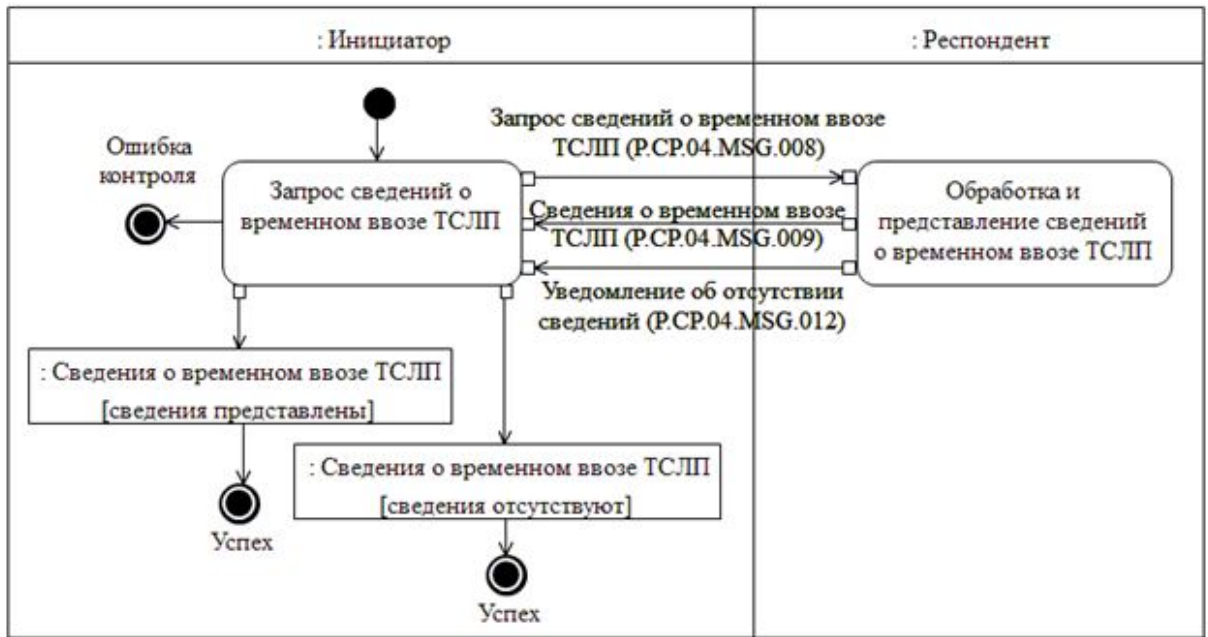 : Инициатор
: Респондент
Ошибка
контроля
Запрос сведений о
временном ввозе ТСЛП
Запрос сведений о временном ввозе
ТСЛП (P.CP.04.MSG.008)
Сведения о временном ввозе
ТСЛП (P.CP.04.MSG.009)
Уведомление об отсутствии
сведений (P.CP.04.MSG.012)
Обработка и
представление сведений
о временном ввозе ТСЛП
: Сведения о временном ввозе ТСЛП
[сведения представлены]
Успех
: Сведения о временном ввозе ТСЛП
[сведения отсутствуют]
Успех